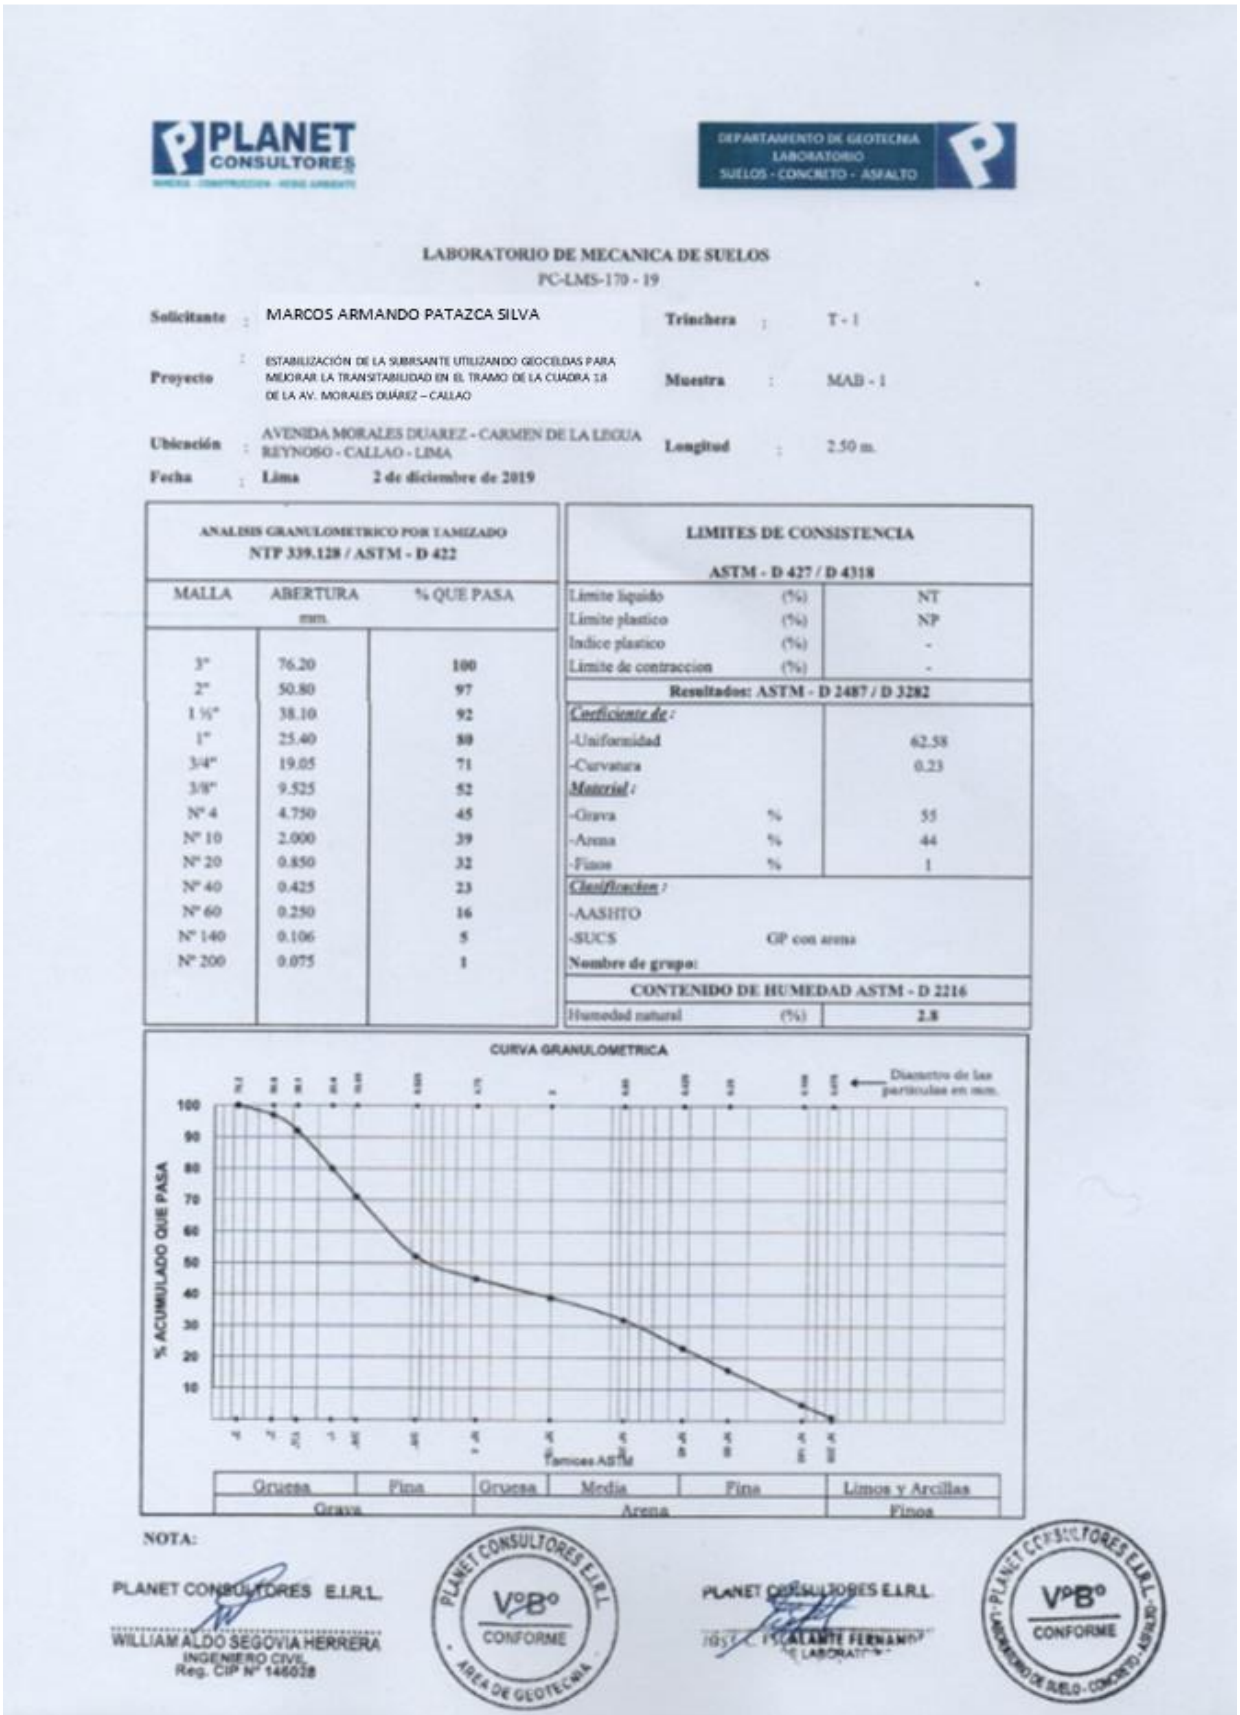 PLANET
CONSULTORES
MINERIA - CONSTRUCCION - MEDIO AMBIENTE
DEPARTAMENTO DE GEOTECNIA
LABORATORIO
SUELOS - CONCRETO - ASFALTO
LABORATORIO DE MECANICA DE SUELOS
PC-LMS-170 - 19
Solicitante : MARCOS ARMANDO PATAZCA SILVA Trinchera : T - 1
Proyecto : ESTABILIZACIÓN DE LA SUBRSANTE UTILIZANDO GEOCELDAS PARA
MEJORAR LA TRANSITABILIDAD EN EL TRAMO DE LA CUADRA 18 Muestra : MAB - 1
DE LA AV. MORALES DUÁREZ – CALLAO
Ubicación : AVENIDA MORALES DUAREZ - CARMEN DE LA LEGUA
REYNOSO - CALLAO - LIMA Longitud : 2.50 m.
Fecha : Lima 2 de diciembre de 2019
ANALISIS GRANULOMETRICO POR TAMIZADO
NTP 339.128 / ASTM - D 422
MALLA ABERTURA % QUE PASA
mm.
3" 76.20 100
2" 50.80 97
1 ½" 38.10 92
1" 25.40 80
3/4" 19.05 71
3/8" 9.525 52
Nº 4 4.750 45
Nº 10 2.000 39
Nº 20 0.850 32
Nº 40 0.425 23
Nº 60 0.250 16
Nº 140 0.106 5
Nº 200 0.075 1
LIMITES DE CONSISTENCIA
ASTM - D 427 / D 4318
Limite liquido (%) NT
Limite plastico (%) NP
Indice plastico (%) -
Limite de contraccion (%) -
Resultados: ASTM - D 2487 / D 3282
Coeficiente de :
-Uniformidad 62.58
-Curvatura 0.23
Material :
-Grava % 55
-Arena % 44
-Finos % 1
Clasificacion :
-AASHTO
-SUCS GP con arena
Nombre de grupo:
CONTENIDO DE HUMEDAD ASTM - D 2216
Humedad natural (%) 2.8
CURVA GRANULOMETRICA
Diametro de las
particulas en mm.
% ACUMULADO QUE PASA
100
90
80
70
60
50
40
30
20
10
Tamices ASTM
Gruesa Fina Gruesa Media Fina Limos y Arcillas
Grava Arena Finos
NOTA:
PLANET CONSULTORES E.I.R.L.
WILLIAM ALDO SEGOVIA HERRERA
INGENIERO CIVIL
Reg. CIP Nº 146028
PLANET CONSULTORES E.I.R.L.
VºBº
CONFORME
AREA DE GEOTECNIA
PLANET CONSULTORES E.I.R.L.
PLANET CONSULTORES E.I.R.L.
VºBº
CONFORME
LABORATORIO DE SUELO - CONCRETO - ASFALTO